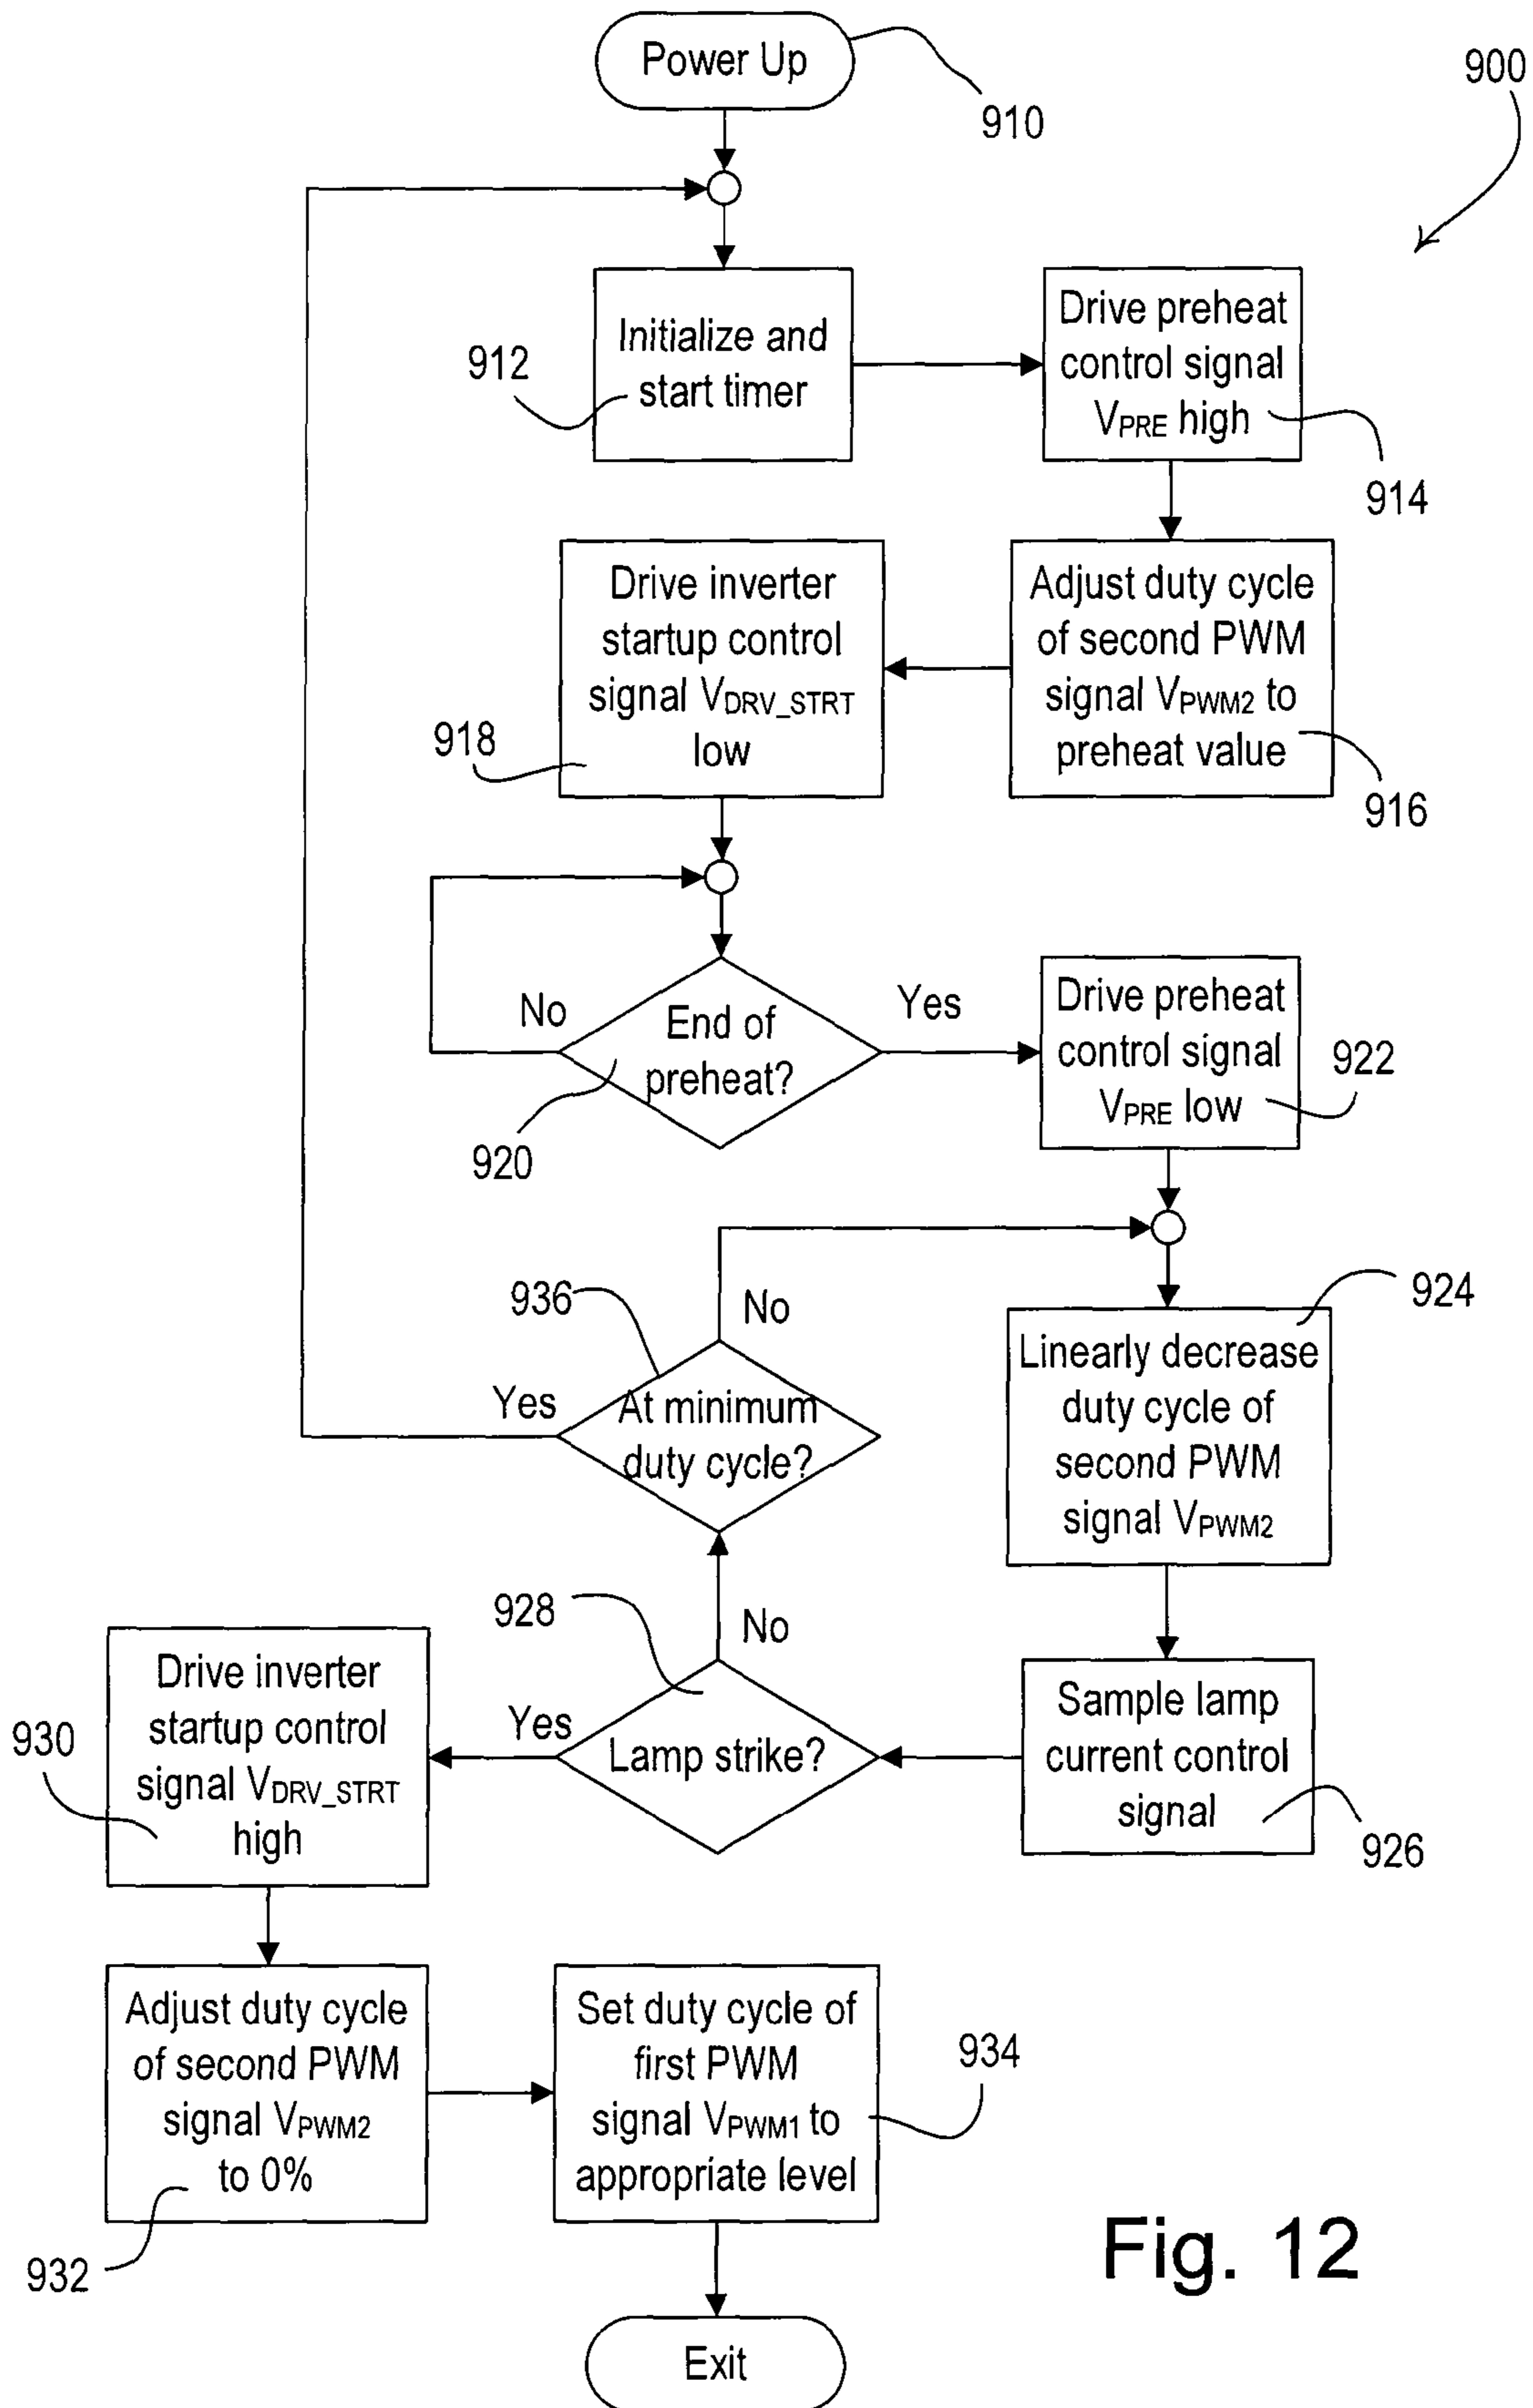 Power Up
910
900
Initialize and
start timer
912
Drive preheat
control signal
VPRE high
914
Drive inverter
startup control
signal VDRV_STRT
low
918
Adjust duty cycle
of second PWM
signal VPWM2 to
preheat value
916
No
End of
preheat?
Yes
920
Drive preheat
control signal
VPRE low
922
936
No
Yes
At minimum
duty cycle?
924
Linearly decrease
duty cycle of
second PWM
signal VPWM2
928
No
Yes
Lamp strike?
Sample lamp
current control
signal
926
930
Drive inverter
startup control
signal VDRV_STRT
high
Adjust duty cycle
of second PWM
signal VPWM2
to 0%
932
Set duty cycle of
first PWM
signal VPWM1 to
appropriate level
934
Exit
Fig. 12